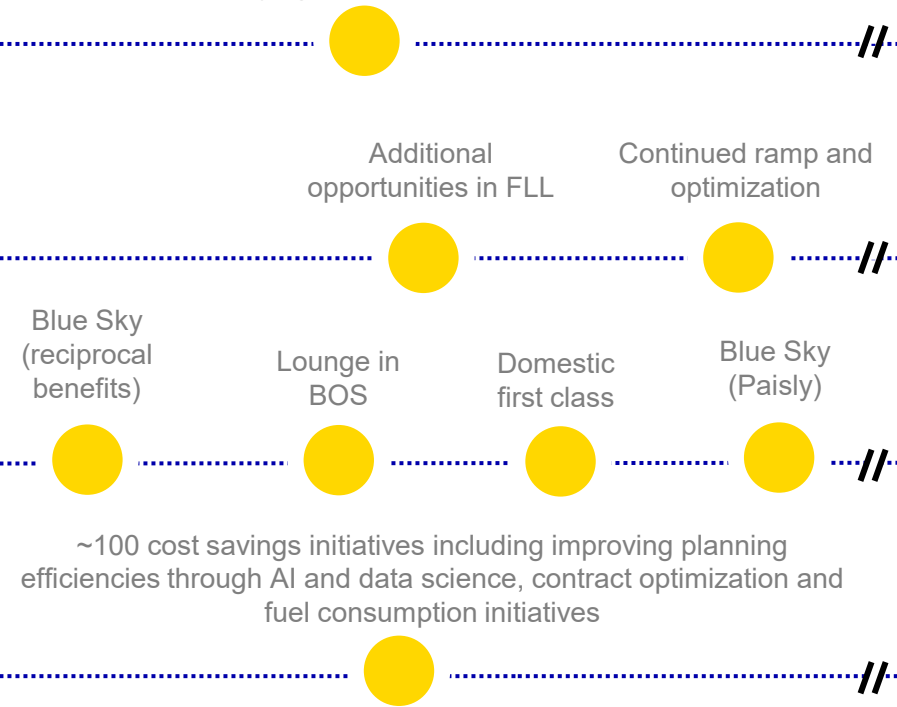 Additional
opportunities in FLL
Continued ramp and
optimization
Blue Sky
(reciprocal
benefits)
Lounge in
BOS
Domestic
first class
Blue Sky
(Paisly)
~100 cost savings initiatives including improving planning
efficiencies through AI and data science, contract optimization and
fuel consumption initiatives